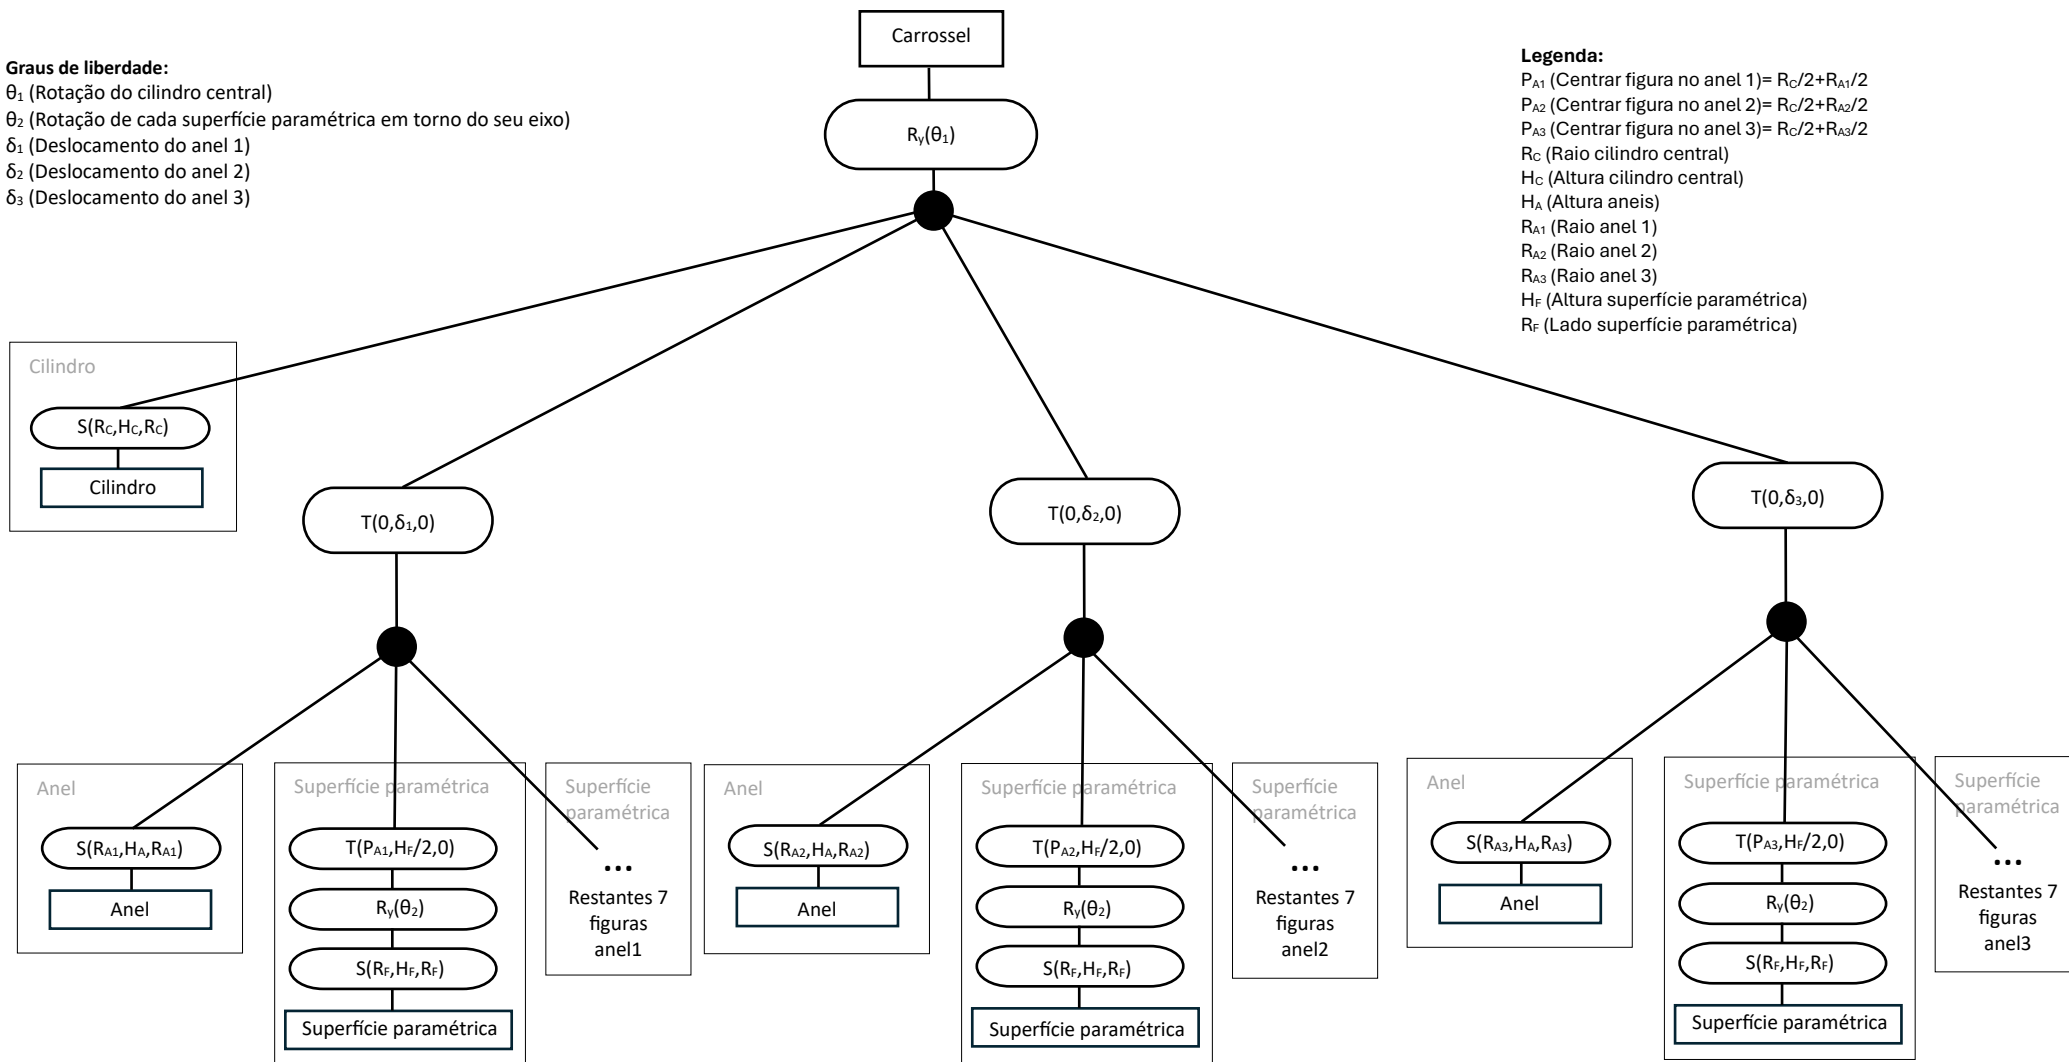 Carrossel
Graus de liberdade:
θ₁ (Rotação do cilindro central)
θ₂ (Rotação de cada superfície paramétrica em torno do seu eixo)
δ₁ (Deslocamento do anel 1)
δ₂ (Deslocamento do anel 2)
δ₃ (Deslocamento do anel 3)
Legenda:
P_A1 (Centrar figura no anel 1)= R_C/2+R_A1/2
P_A2 (Centrar figura no anel 2)= R_C/2+R_A2/2
P_A3 (Centrar figura no anel 3)= R_C/2+R_A3/2
R_C (Raio cilindro central)
H_C (Altura cilindro central)
H_A (Altura aneis)
R_A1 (Raio anel 1)
R_A2 (Raio anel 2)
R_A3 (Raio anel 3)
H_F (Altura superfície paramétrica)
R_F (Lado superfície paramétrica)
R_y(θ₁)
Cilindro
S(R_C,H_C,R_C)
Cilindro
T(0,δ₁,0)
T(0,δ₂,0)
T(0,δ₃,0)
Anel
S(R_A1,H_A,R_A1)
Anel
Superfície paramétrica
T(P_A1,H_F/2,0)
R_y(θ₂)
S(R_F,H_F,R_F)
Superfície paramétrica
Superfície
paramétrica
...
Restantes 7
figuras
anel1
Anel
S(R_A2,H_A,R_A2)
Anel
Superfície paramétrica
T(P_A2,H_F/2,0)
R_y(θ₂)
S(R_F,H_F,R_F)
Superfície paramétrica
Superfície
paramétrica
...
Restantes 7
figuras
anel2
Anel
S(R_A3,H_A,R_A3)
Anel
Superfície paramétrica
T(P_A3,H_F/2,0)
R_y(θ₂)
S(R_F,H_F,R_F)
Superfície paramétrica
Superfície
paramétrica
...
Restantes 7
figuras
anel3